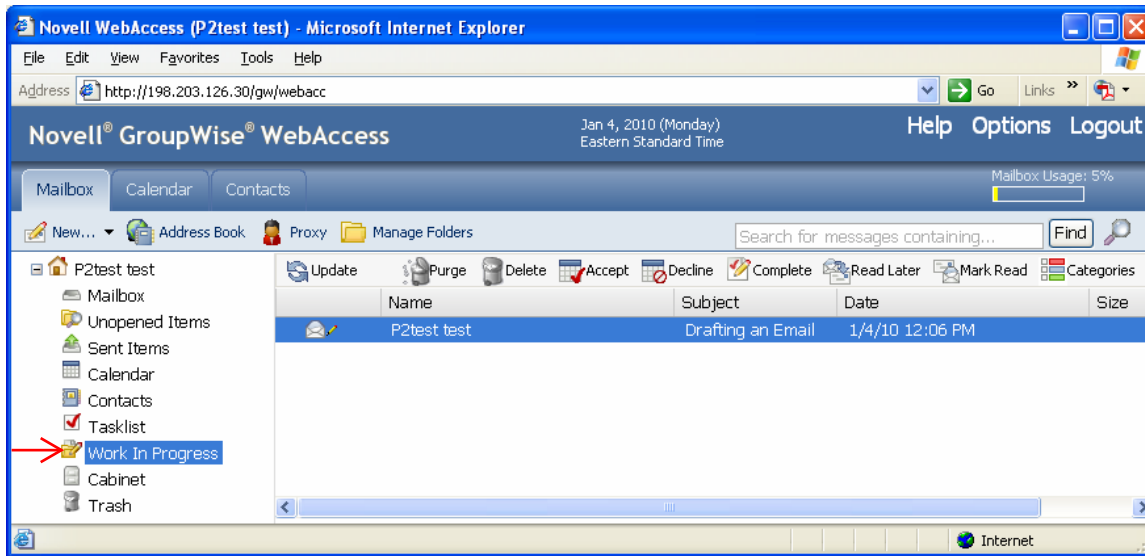 Novell WebAccess (P2test test) - Microsoft Internet Explorer
File Edit View Favorites Tools Help
Address http://198.203.126.30/gw/webacc Go Links »
Novell® GroupWise® WebAccess Jan 4, 2010 (Monday) Help Options Logout
Eastern Standard Time
Mailbox Calendar Contacts Mailbox Usage: 5%
New... Address Book Proxy Manage Folders Search for messages containing... Find
P2test test Update Purge Delete Accept Decline Complete Read Later Mark Read Categories
Mailbox Name Subject Date Size
Unopened Items P2test test Drafting an Email 1/4/10 12:06 PM
Sent Items
Calendar
Contacts
Tasklist
Work In Progress
Cabinet
Trash
Internet